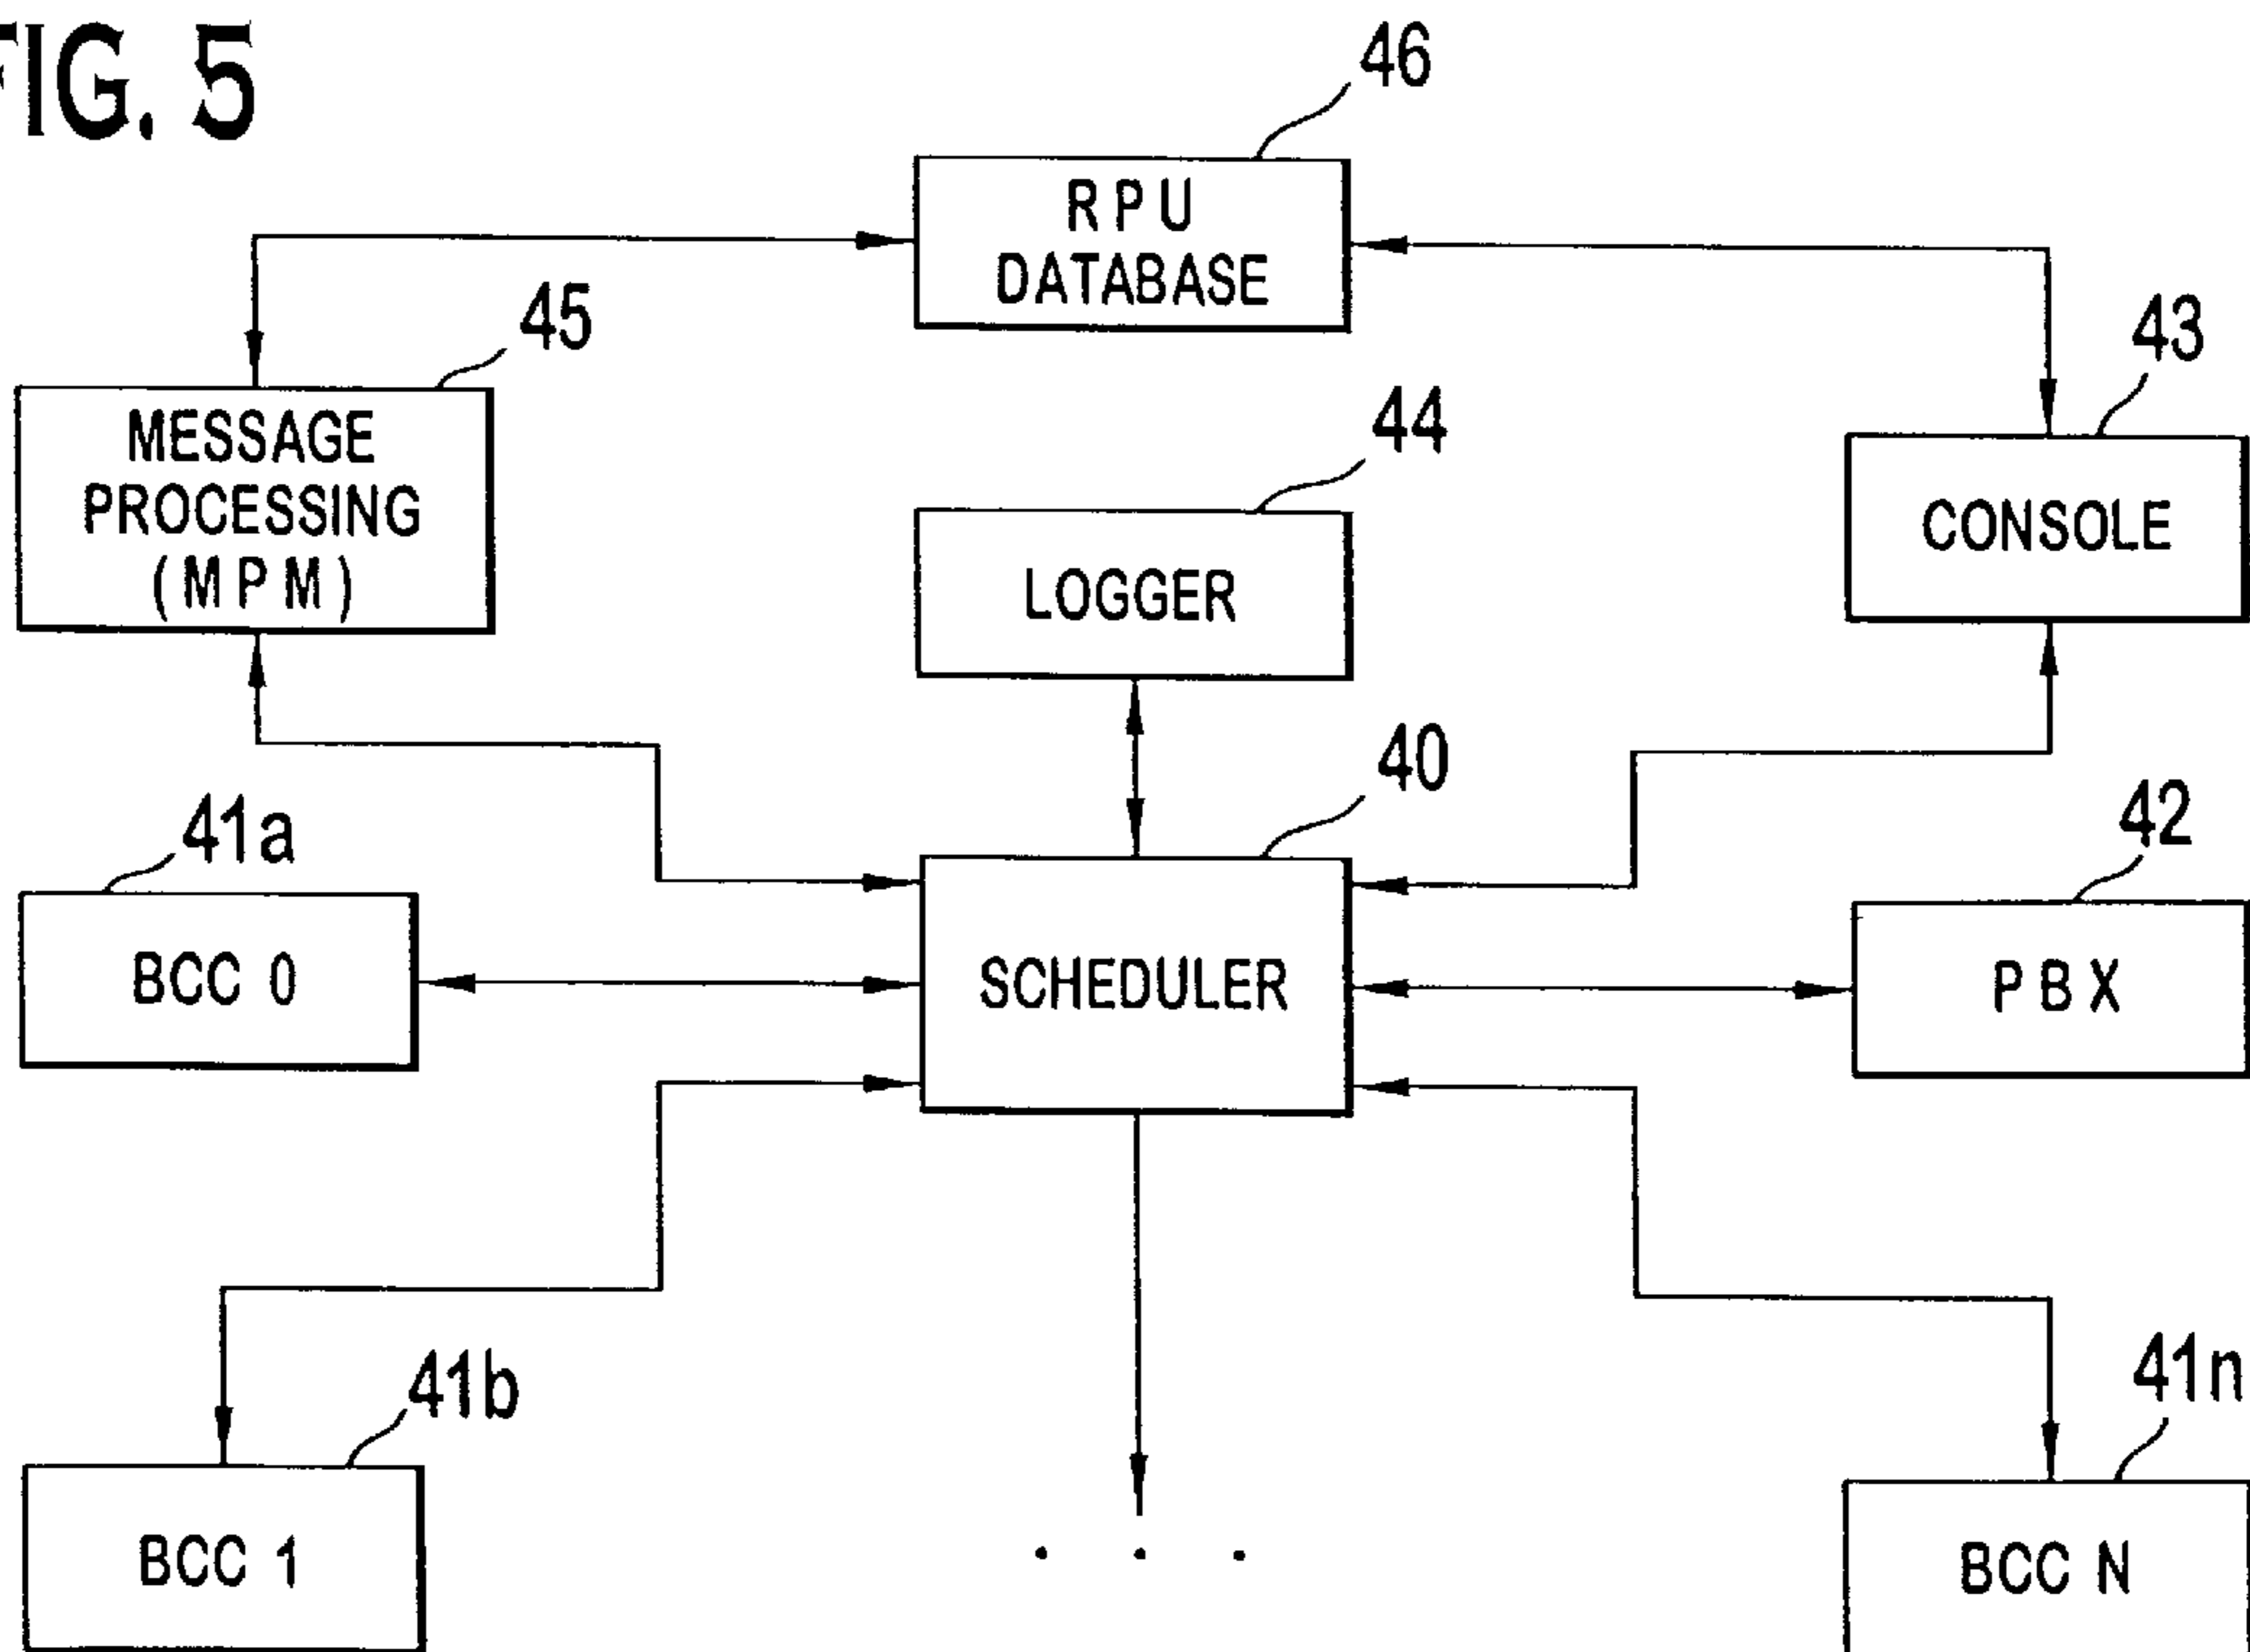 FIG. 5
46
RPU
DATABASE
45
43
MESSAGE
PROCESSING
(MPM)
44
CONSOLE
LOGGER
40
41a
42
BCC 0
SCHEDULER
PBX
41b
41n
BCC 1
. . .
BCC N